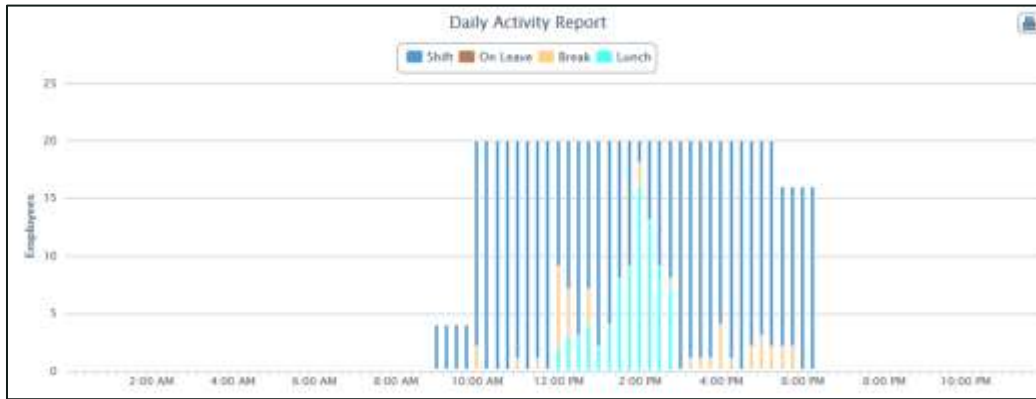 Daily Activity Report
Shift On Leave Break Lunch
25
20
15
10
5
0
Employees
2:00 AM 4:00 AM 6:00 AM 8:00 AM 10:00 AM 12:00 PM 2:00 PM 4:00 PM 6:00 PM 8:00 PM 10:00 PM